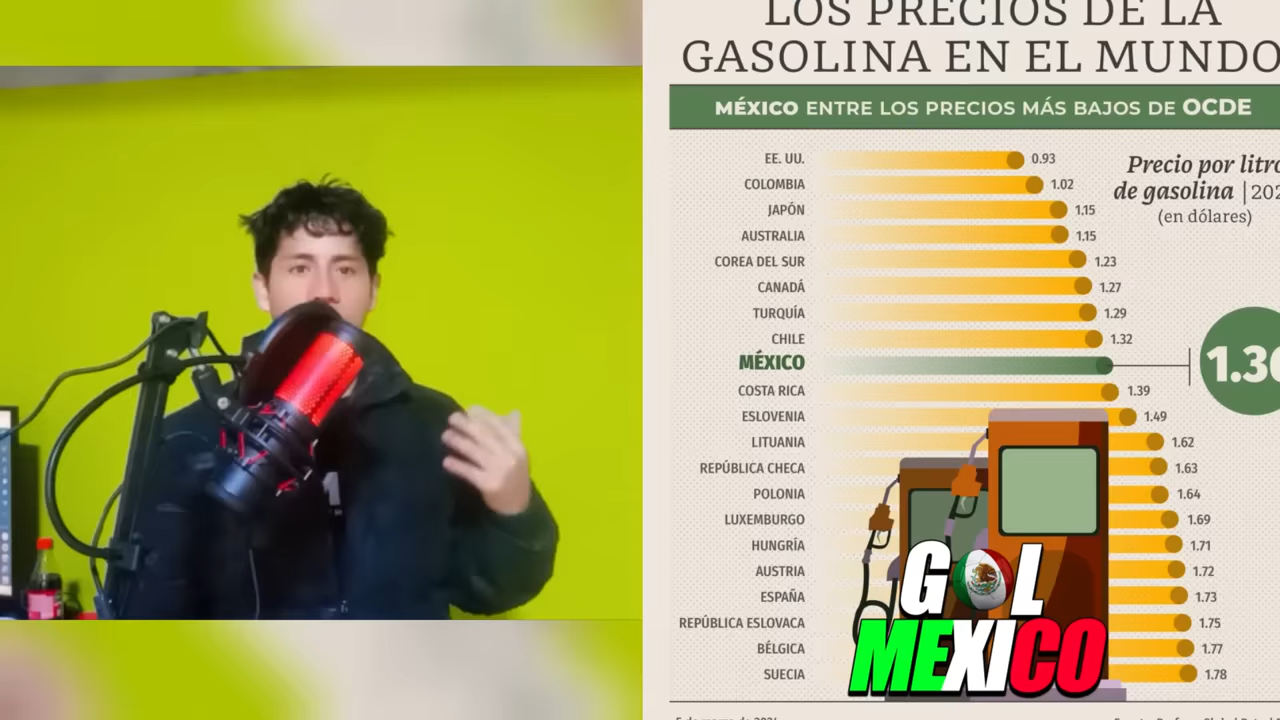 LOS PRECIOS DE LA
GASOLINA EN EL MUNDO
MÉXICO ENTRE LOS PRECIOS MÁS BAJOS DE OCDE
Precio por litro
de gasolina |202
(en dólares)
EE. UU. 0.93
COLOMBIA 1.02
JAPÓN 1.15
AUSTRALIA 1.15
COREA DEL SUR 1.23
CANADÁ 1.27
TURQUÍA 1.29
CHILE 1.32
MÉXICO 1.36
COSTA RICA 1.39
ESLOVENIA 1.49
LITUANIA 1.62
REPÚBLICA CHECA 1.63
POLONIA 1.64
LUXEMBURGO 1.69
HUNGRÍA 1.71
AUSTRIA 1.72
ESPAÑA 1.73
REPÚBLICA ESLOVACA 1.75
BÉLGICA 1.77
SUECIA 1.78
GOL
MEXICO